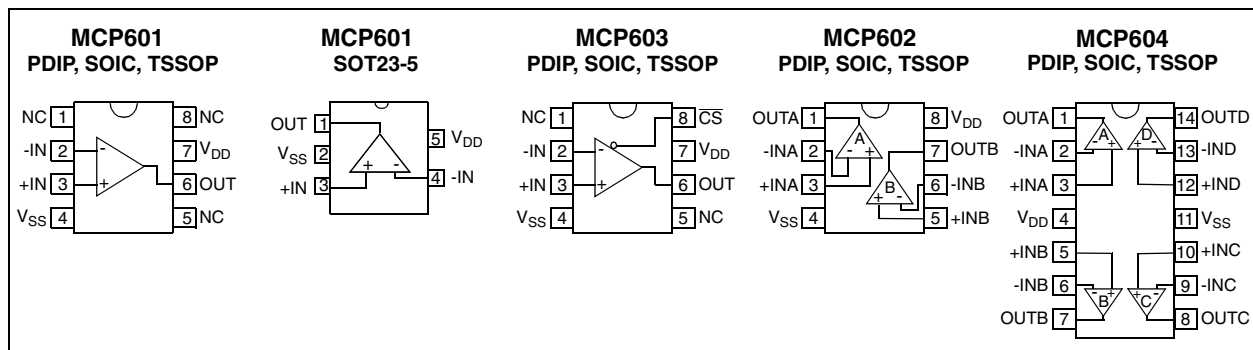 MCP601
PDIP, SOIC, TSSOP
NC 1
-IN 2
+IN 3
VSS 4
8 NC
7 VDD
6 OUT
5 NC
- 
+
MCP601
SOT23-5
OUT 1
VSS 2
+IN 3
5 VDD
4 -IN
+ -
MCP603
PDIP, SOIC, TSSOP
NC 1
-IN 2
+IN 3
VSS 4
8 CS
7 VDD
6 OUT
5 NC
-
+
MCP602
PDIP, SOIC, TSSOP
OUTA 1
-INA 2
+INA 3
VSS 4
8 VDD
7 OUTB
6 -INB
5 +INB
A
- +
B
+ -
MCP604
PDIP, SOIC, TSSOP
OUTA 1
-INA 2
+INA 3
VDD 4
+INB 5
-INB 6
OUTB 7
14 OUTD
13 -IND
12 +IND
11 VSS
10 +INC
9 -INC
8 OUTC
A D
- + + -
- + + -
B C